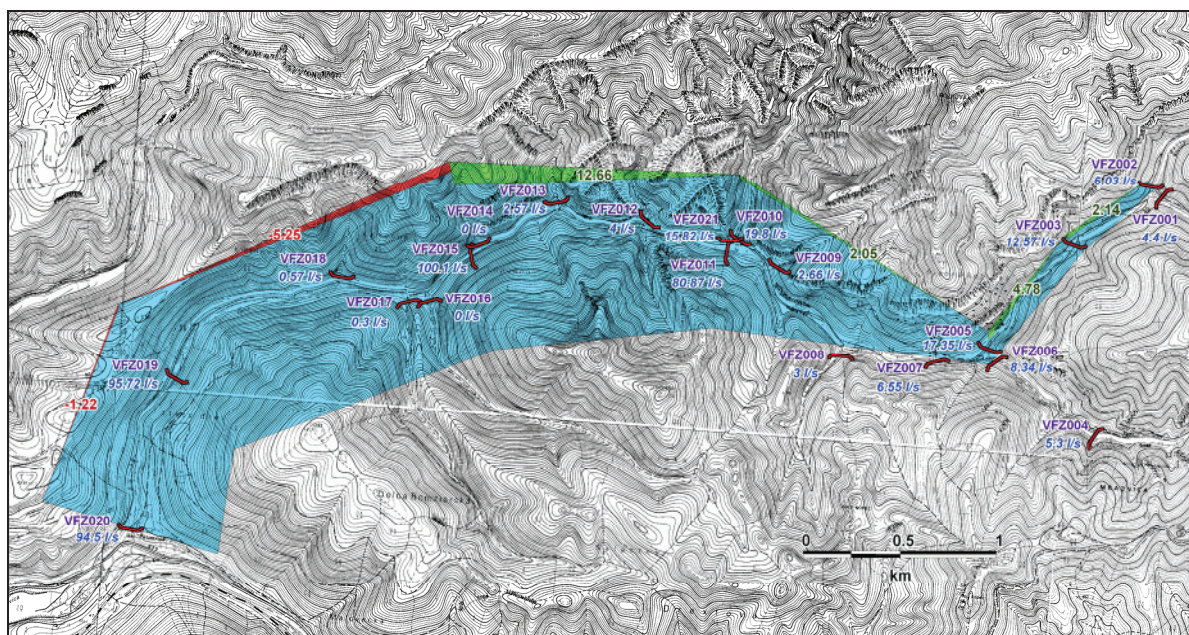 VFZ002
6.03 l/s
VFZ001
4.4 l/s
2.14
VFZ003
12.57 l/s
4.78
12.66
VFZ013
2.57 l/s
VFZ014
0 l/s
VFZ012
4 l/s
VFZ021
15.82 l/s
VFZ010
19.8 l/s
VFZ015
100.1 l/s
VFZ011
80.87 l/s
VFZ009
2.66 l/s
2.05
-5.25
VFZ018
0.57 l/s
VFZ017
0.3 l/s
VFZ016
0 l/s
VFZ005
17.35 l/s
VFZ006
8.34 l/s
VFZ008
3 l/s
VFZ007
6.55 l/s
VFZ019
95.72 l/s
-1.22
VFZ004
5.3 l/s
VFZ020
94.5 l/s
0 0.5 1
km